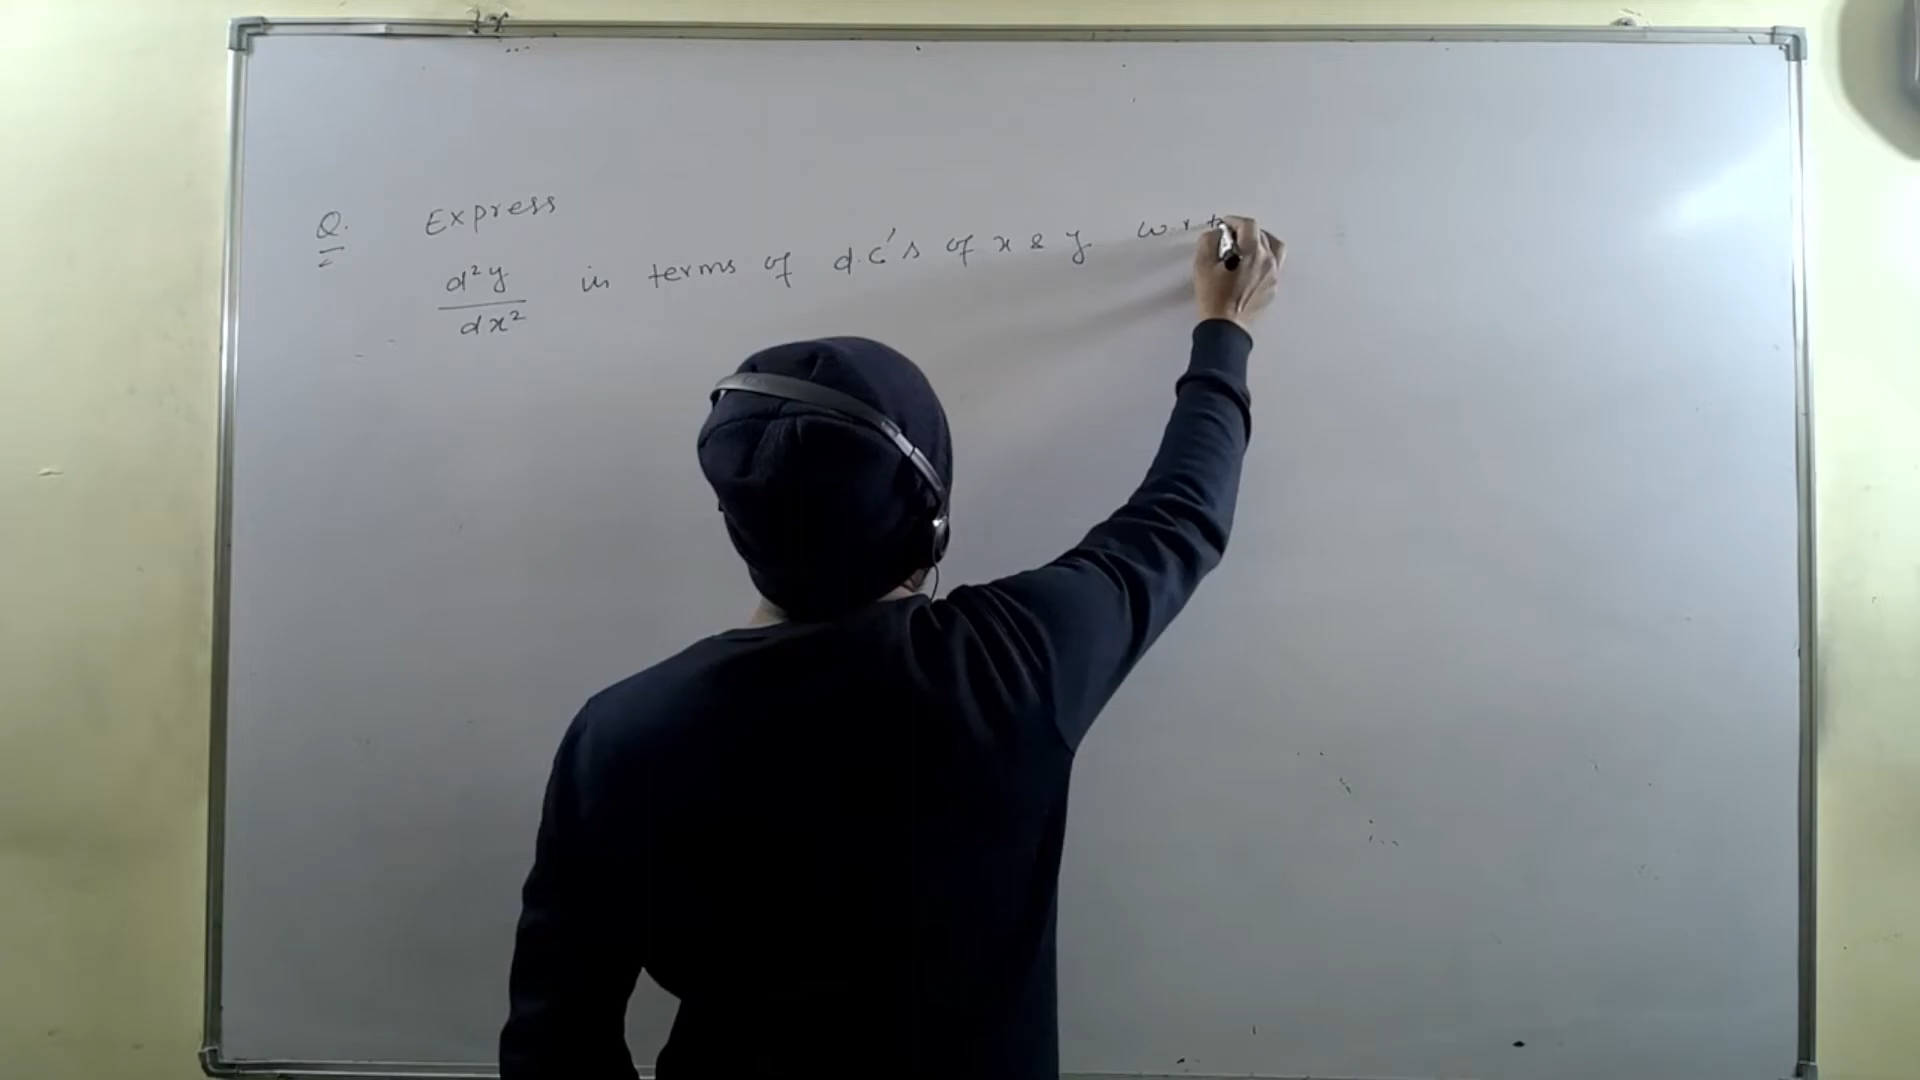 Q. Express
d²y/dx² in terms of d.c's of x & y w.r.t